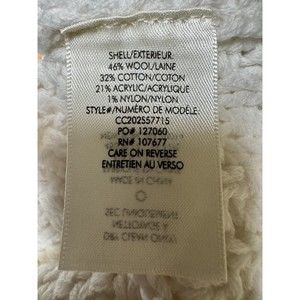 SHELL/EXTERIEUR:
46% WOOL/LAINE
32% COTTON/COTON
21% ACRYLIC/ACRYLIQUE
1% NYLON/NYLON
STYLE#/NUMÉRO DE MODÈLE:
CC202557715
PO# 127060
RN# 107677
CARE ON REVERSE
ENTRETIEN AU VERSO